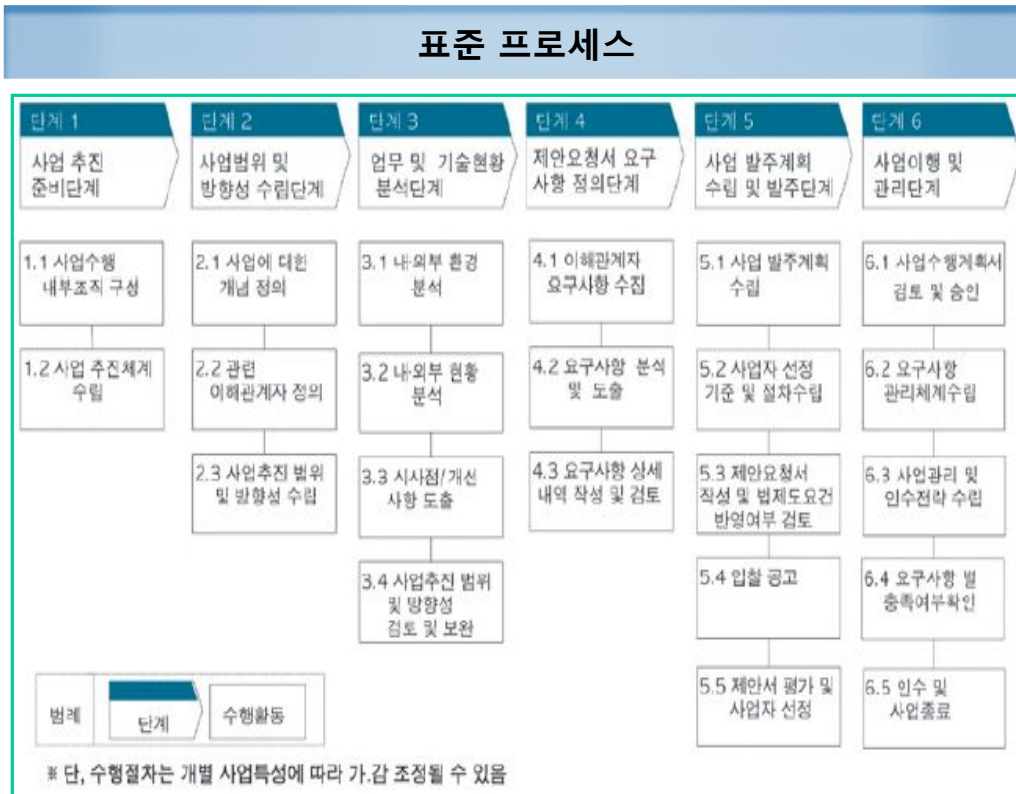 표준 프로세스
단계 1
사업 추진
준비단계
단계 2
사업범위 및
방향성 수립단계
단계 3
업무 및 기술현황
분석단계
단계 4
제안요청서 요구
사항 정의단계
단계 5
사업 발주계획
수립 및 발주단계
단계 6
사업이행 및
관리단계
1.1 사업수행
내부조직 구성
1.2 사업 추진체계
수립
2.1 사업에 대한
개념 정의
2.2 관련
이해관계자 정의
2.3 사업추진 범위
및 방향성 수립
3.1 내·외부 환경
분석
3.2 내·외부 현황
분석
3.3 시사점/개선
사항 도출
3.4 사업추진 범위
및 방향성
검토 및 보완
4.1 이해관계자
요구사항 수집
4.2 요구사항 분석
및 도출
4.3 요구사항 상세
내역 작성 및 검토
5.1 사업 발주계획
수립
5.2 사업자 선정
기준 및 절차수립
5.3 제안요청서
작성 및 법제도요건
반영여부 검토
5.4 입찰 공고
5.5 제안서 평가 및
사업자 선정
6.1 사업수행계획서
검토 및 승인
6.2 요구사항
관리체계수립
6.3 사업관리 및
인수전략 수립
6.4 요구사항 별
충족여부확인
6.5 인수 및
사업종료
범례
단계
수행활동
※ 단, 수행절차는 개별 사업특성에 따라 가.감 조정될 수 있음